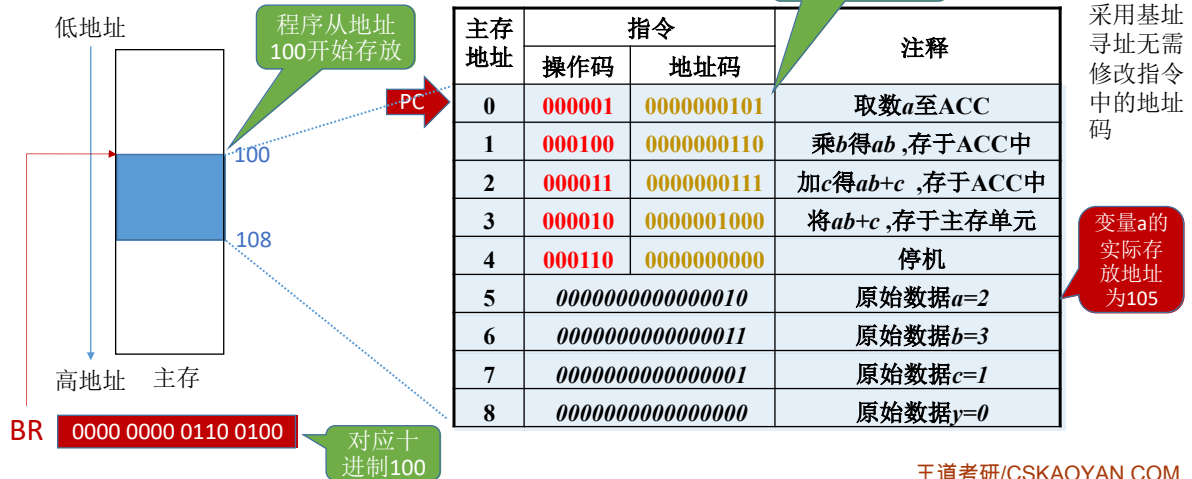 低地址
程序从地址
100开始存放
PC
100
108
高地址
主存
BR
0000 0000 0110 0100
对应十
进制100
主存
地址
指令
注释
操作码
地址码
0 000001 0000000101 取数a至ACC
1 000100 0000000110 乘b得ab ,存于ACC中
2 000011 0000000111 加c得ab+c ,存于ACC中
3 000010 0000001000 将ab+c ,存于主存单元
4 000110 0000000000 停机
5 0000000000000010 原始数据a=2
6 0000000000000011 原始数据b=3
7 0000000000000001 原始数据c=1
8 0000000000000000 原始数据y=0
采用基址
寻址无需
修改指令
中的地址
码
变量a的
实际存
放地址
为105
王道考研/CSKAOYAN.COM